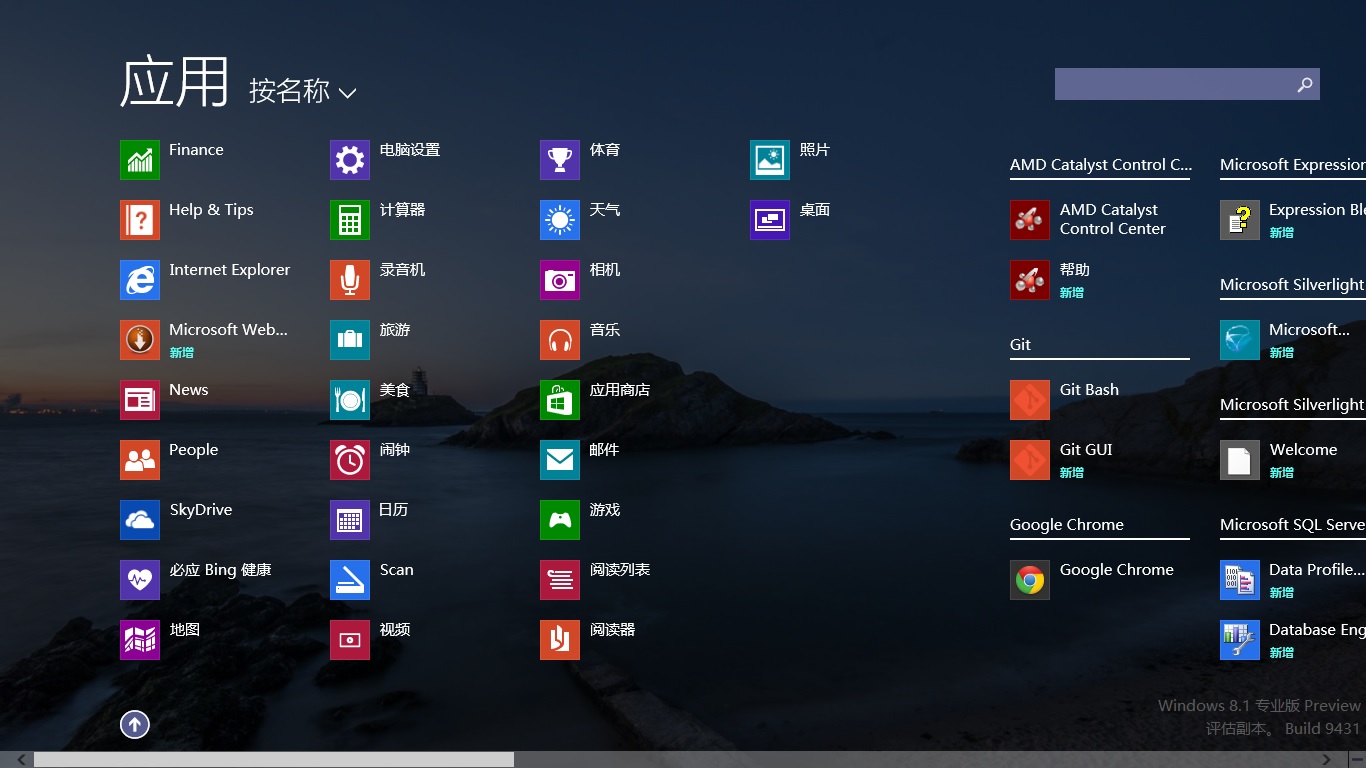 应用 按名称
Finance
Help & Tips
Internet Explorer
Microsoft Web...
新增
News
People
SkyDrive
必应 Bing 健康
地图
电脑设置
计算器
录音机
旅游
美食
闹钟
日历
Scan
视频
体育
天气
相机
音乐
应用商店
邮件
游戏
阅读列表
阅读器
照片
桌面
AMD Catalyst Control C...
AMD Catalyst
Control Center
帮助
新增
Git
Git Bash
Git GUI
新增
Google Chrome
Google Chrome
Microsoft Expression
Expression Ble
新增
Microsoft Silverlight
Microsoft...
新增
Microsoft Silverlight
Welcome
新增
Microsoft SQL Serve
Data Profile...
新增
Database Eng
新增
Windows 8.1 专业版 Preview
评估副本。 Build 9431